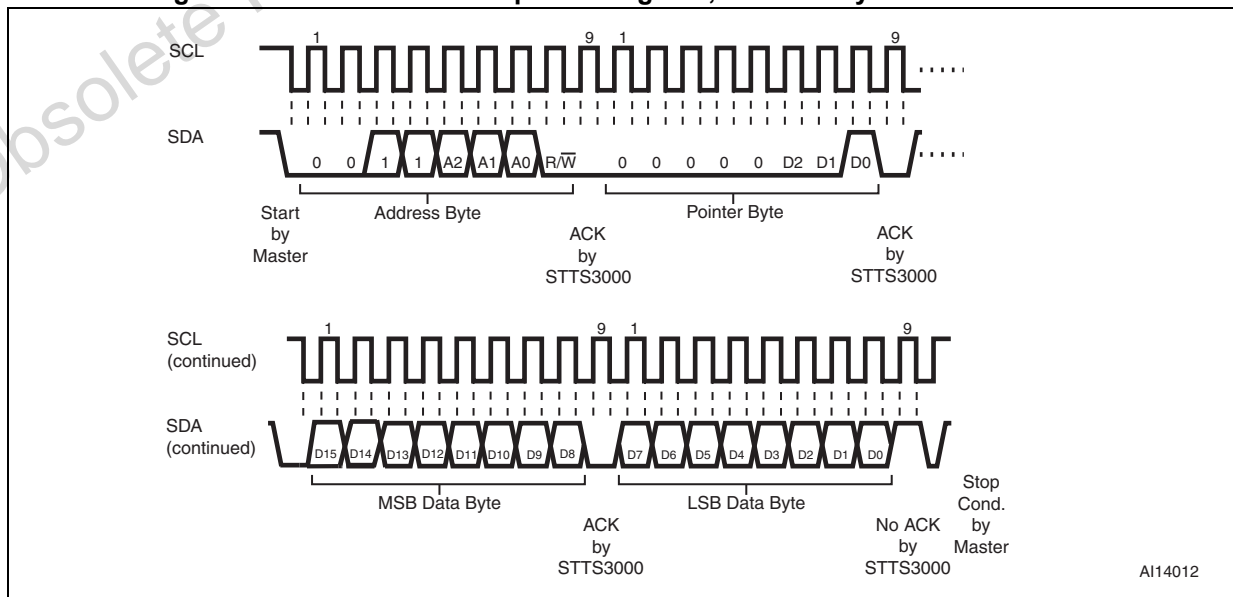 SCL
1 9 1 9
SDA
0 0 1 1 A2 A1 A0 R/W 0 0 0 0 0 D2 D1 D0
Address Byte Pointer Byte
Start by Master
ACK by STTS3000
ACK by STTS3000
SCL (continued)
1 9 1 9
SDA (continued)
D15 D14 D13 D12 D11 D10 D9 D8 D7 D6 D5 D4 D3 D2 D1 D0
MSB Data Byte LSB Data Byte
ACK by STTS3000
No ACK by STTS3000
Stop Cond. by Master
AI14012